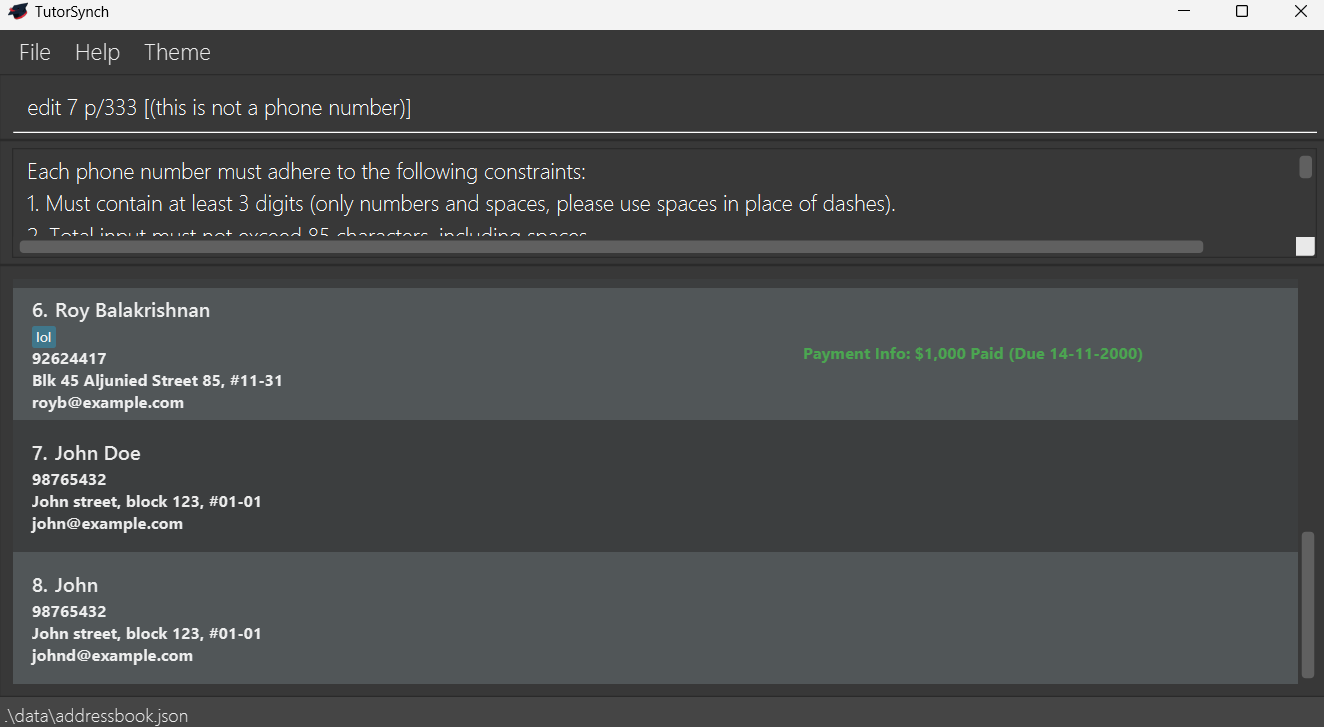 TutorSynch
File Help Theme
edit 7 p/333 [(this is not a phone number)]
Each phone number must adhere to the following constraints:
1. Must contain at least 3 digits (only numbers and spaces, please use spaces in place of dashes).
2. Total input must not exceed 85 characters, including spaces
6. Roy Balakrishnan
lol
92624417
Payment Info: $1,000 Paid (Due 14-11-2000)
Blk 45 Aljunied Street 85, #11-31
royb@example.com
7. John Doe
98765432
John street, block 123, #01-01
john@example.com
8. John
98765432
John street, block 123, #01-01
johnd@example.com
.\data\addressbook.json